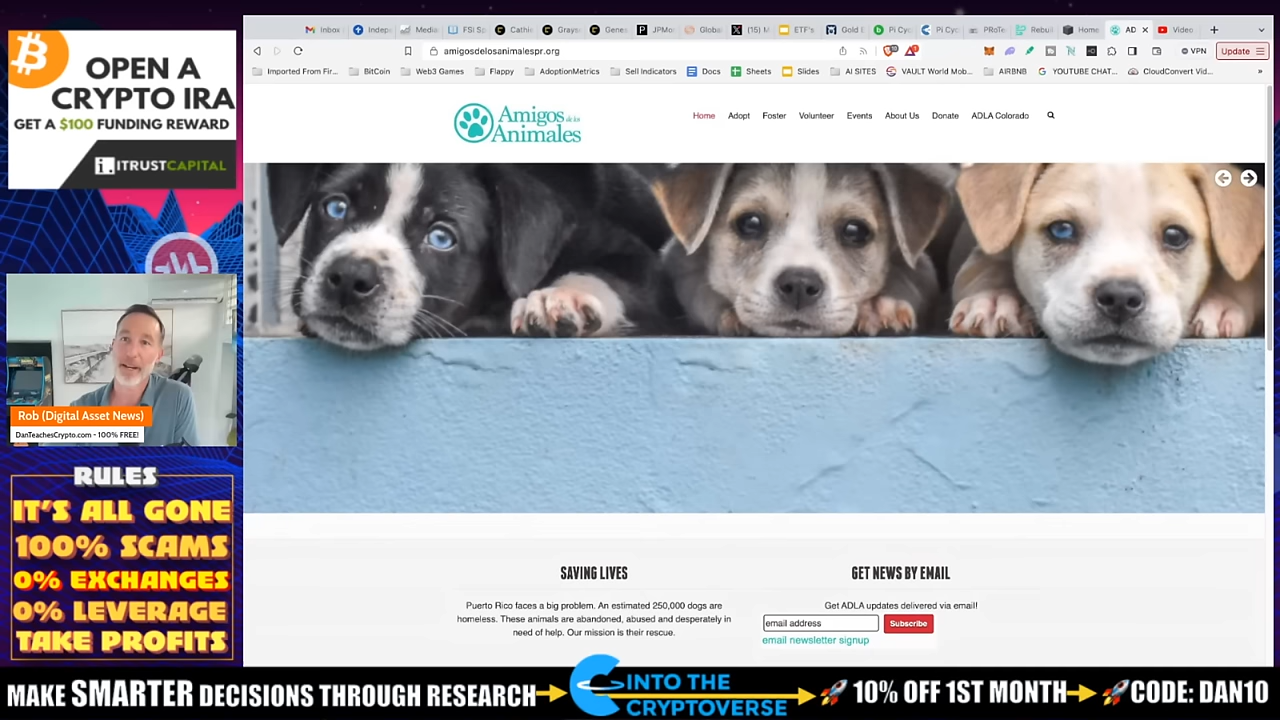 OPEN A
CRYPTO IRA
GET A $100 FUNDING REWARD
i. iTRUSTCAPITAL
Rob (Digital Asset News)
DanTeachesCrypto.com - 100% FREE!
RULES
IT'S ALL GONE
100% SCAMS
0% EXCHANGES
0% LEVERAGE
TAKE PROFITS
Inbox
Indep
Media
FSI Sp
Cathi
Grays
Gene
JPMo
Globa
(15) M
ETF's
Gold
Pi Cy
Pi Cyc
PRoTe
Rebui
Home
AD
Video
amigosdelosanimalespr.org
VPN
Update
Imported From Fir...
BitCoin
Web3 Games
Flappy
AdoptionMetrics
Sell Indicators
Docs
Sheets
Slides
AI SITES
VAULT World Mob...
AIRBNB
YOUTUBE CHAT...
CloudConvert Vid...
Amigos de los
Animales
Home Adopt Foster Volunteer Events About Us Donate ADLA Colorado
SAVING LIVES
Puerto Rico faces a big problem. An estimated 250,000 dogs are
homeless. These animals are abandoned, abused and desperately in
need of help. Our mission is their rescue.
GET NEWS BY EMAIL
Get ADLA updates delivered via email!
email address
Subscribe
email newsletter signup
MAKE SMARTER DECISIONS THROUGH RESEARCH
INTO THE
CRYPTOVERSE
10% OFF 1ST MONTH
CODE: DAN10